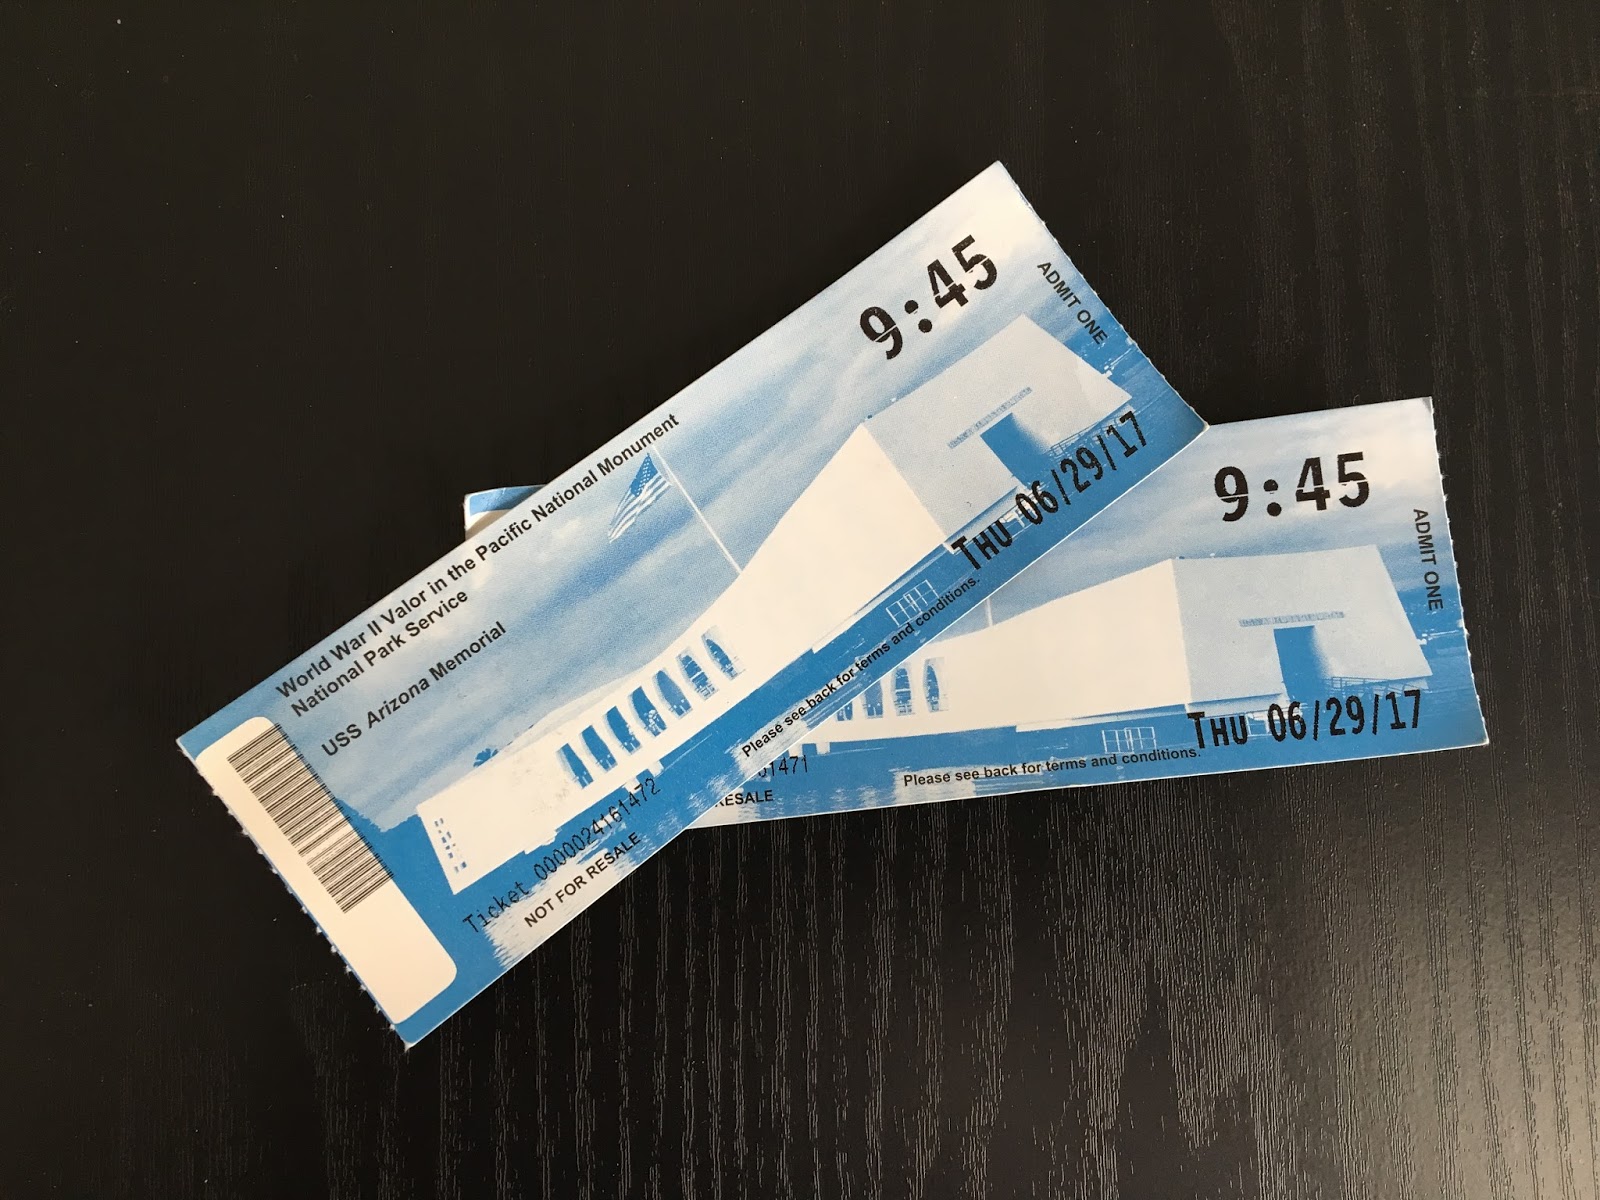 World War II Valor in the Pacific National Monument
National Park Service
USS Arizona Memorial
9:45
ADMIT ONE
THU 06/29/17
Please see back for terms and conditions.
Ticket 0000024161472
NOT FOR RESALE
9:45
ADMIT ONE
THU 06/29/17
Please see back for terms and conditions.
61471
RESALE